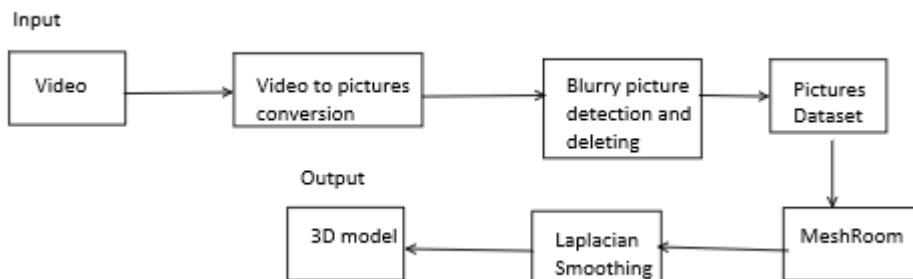 Input
Video
Video to pictures
conversion
Blurry picture
detection and
deleting
Pictures
Dataset
Output
3D model
Laplacian
Smoothing
MeshRoom